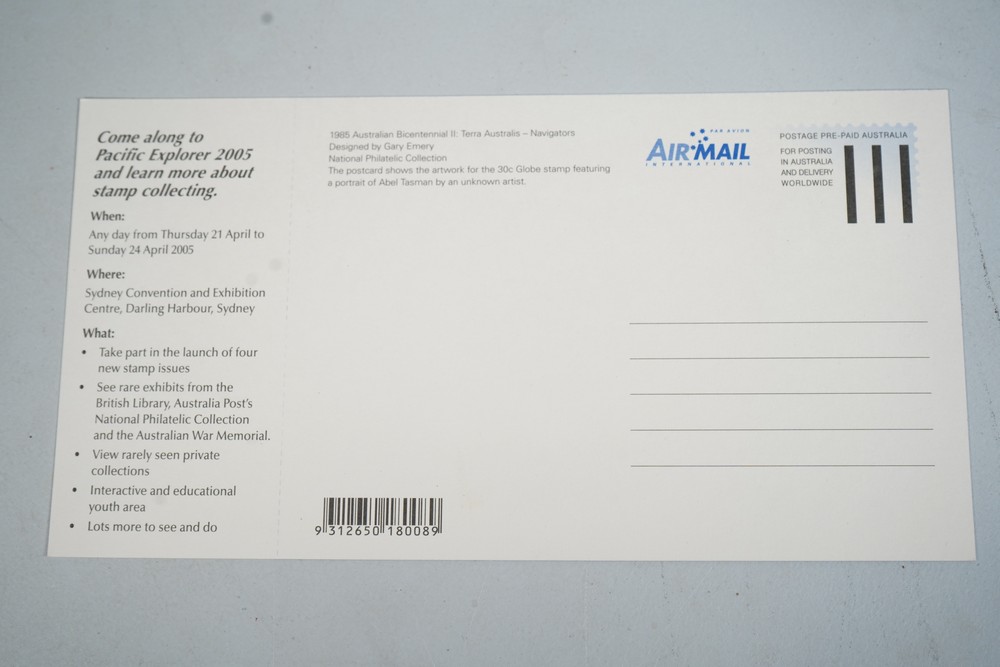 Come along to
Pacific Explorer 2005
and learn more about
stamp collecting.
When:
Any day from Thursday 21 April to
Sunday 24 April 2005
Where:
Sydney Convention and Exhibition
Centre, Darling Harbour, Sydney
What:
• Take part in the launch of four
new stamp issues
• See rare exhibits from the
British Library, Australia Post's
National Philatelic Collection
and the Australian War Memorial.
• View rarely seen private
collections
• Interactive and educational
youth area
• Lots more to see and do
1985 Australian Bicentennial II: Terra Australis – Navigators
Designed by Gary Emery
National Philatelic Collection
The postcard shows the artwork for the 30c Globe stamp featuring
a portrait of Abel Tasman by an unknown artist.
9 312650 180089
PAR AVION
AIR MAIL
INTERNATIONAL
POSTAGE PRE-PAID AUSTRALIA
FOR POSTING
IN AUSTRALIA
AND DELIVERY
WORLDWIDE